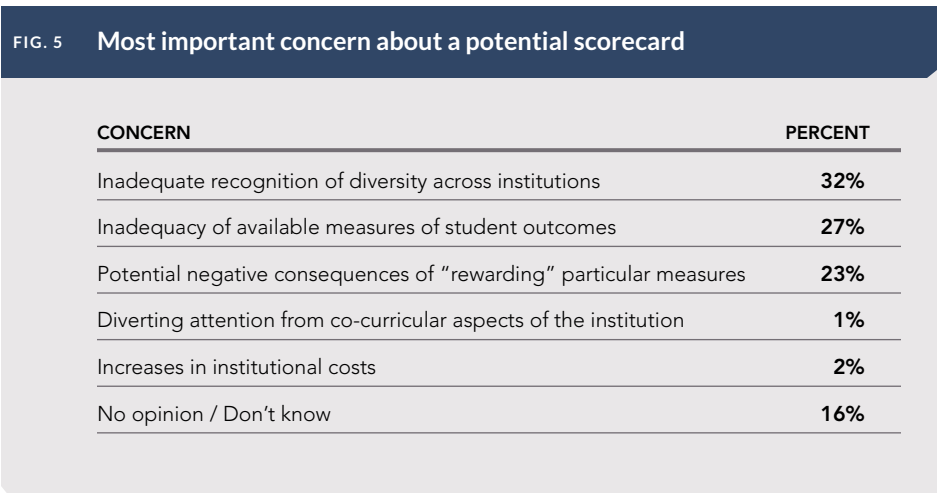 FIG. 5 Most important concern about a potential scorecard
CONCERN PERCENT
Inadequate recognition of diversity across institutions 32%
Inadequacy of available measures of student outcomes 27%
Potential negative consequences of “rewarding” particular measures 23%
Diverting attention from co-curricular aspects of the institution 1%
Increases in institutional costs 2%
No opinion / Don’t know 16%